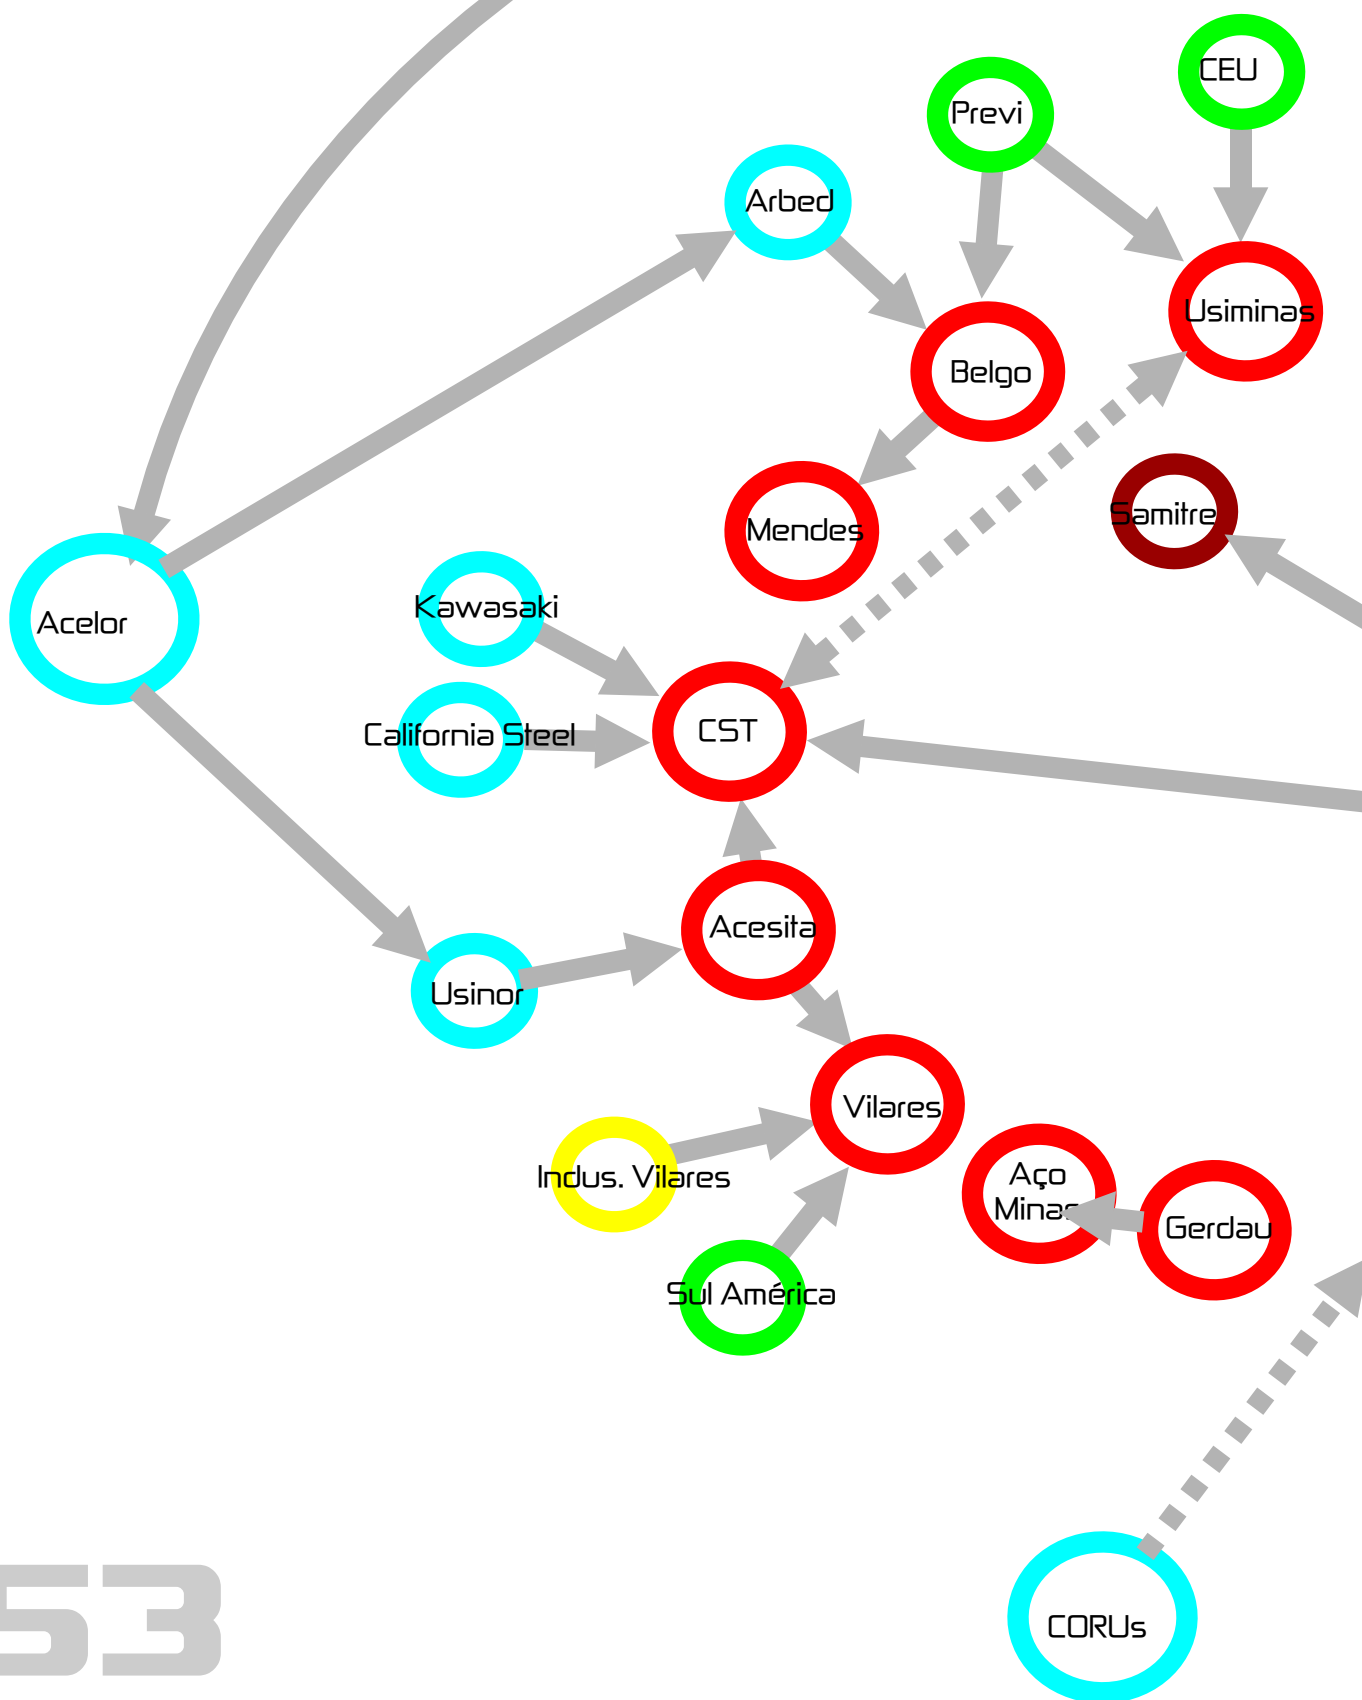 CEU
Previ
Arbed
Usiminas
Belgo
Samitre
Mendes
Kawasaki
Acelor
California Steel
CST
Acesita
Usinor
Vilares
Indus. Vilares
Aço
Minas
Gerdau
Sul América
CORUs
53